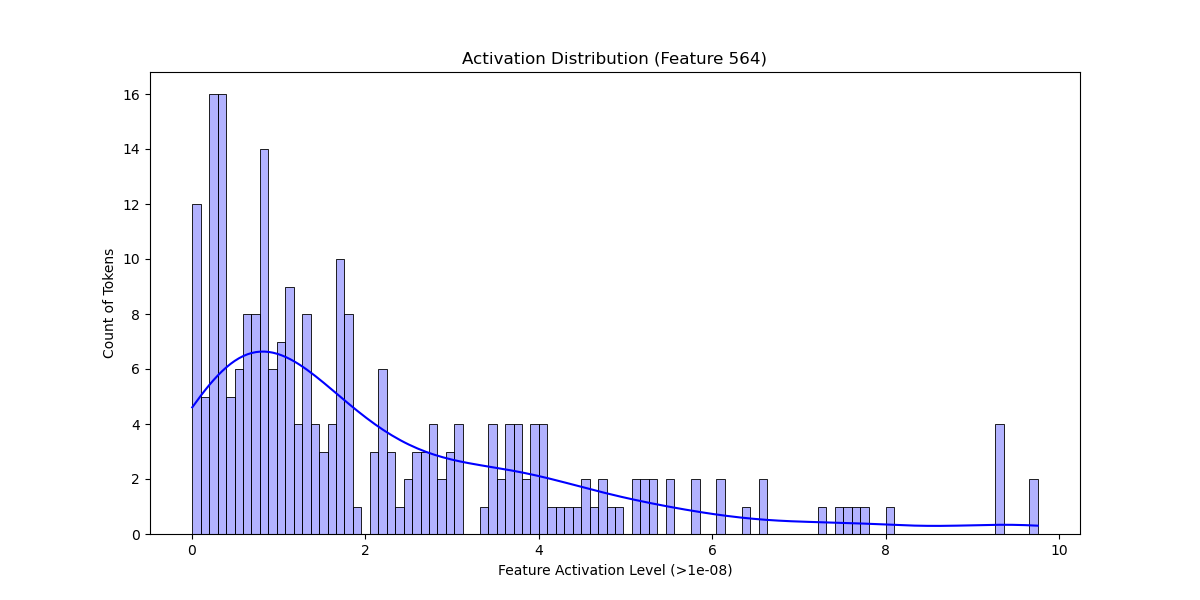 Activation Distribution (Feature 564)
16
14
12
10
8
6
4
2
0
Count of Tokens
0 2 4 6 8 10
Feature Activation Level (>1e-08)